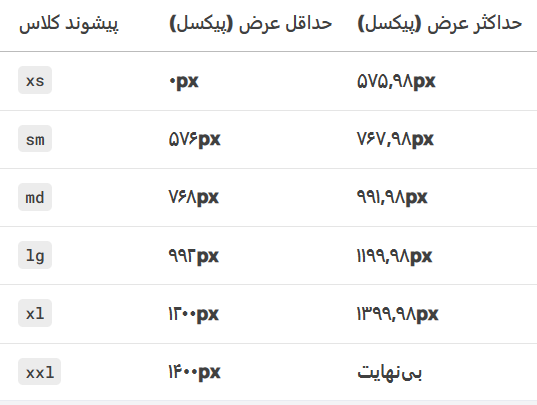 پیشوند کلاس حداقل عرض (پیکسل) حداکثر عرض (پیکسل)
xs ۰px ۵۷۵,۹۸px
sm ۵۷۶px ۷۶۷,۹۸px
md ۷۶۸px ۹۹۱,۹۸px
lg ۹۹۲px ۱۱۹۹,۹۸px
xl ۱۲۰۰px ۱۳۹۹,۹۸px
xxl ۱۴۰۰px بی‌نهایت